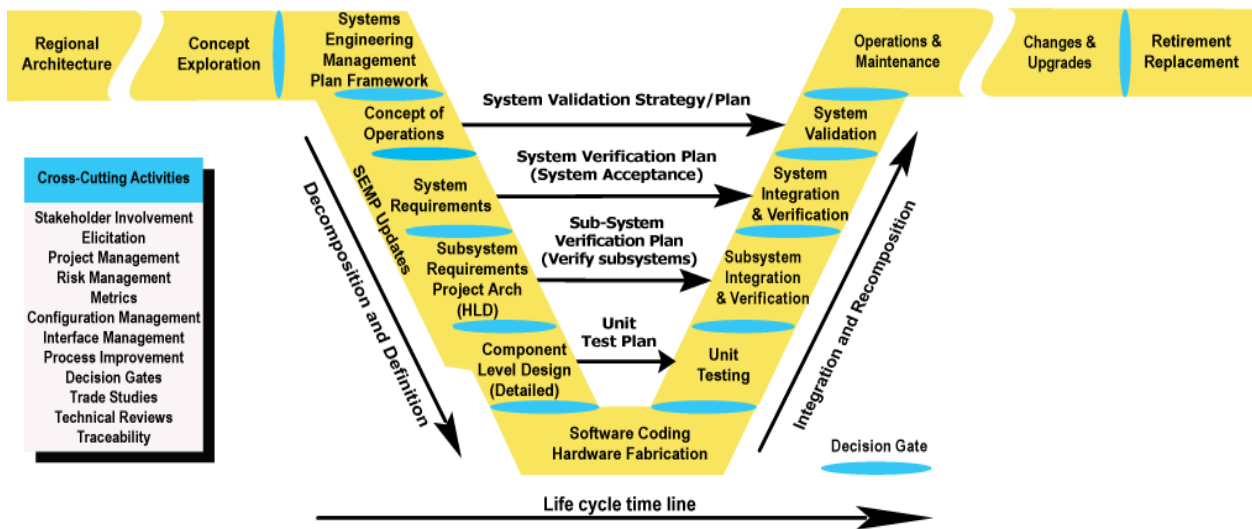 Regional
Architecture
Concept
Exploration
Systems
Engineering
Management
Plan Framework
Operations &
Maintenance
Changes &
Upgrades
Retirement
Replacement
Concept of
Operations
System Validation Strategy/Plan
System
Validation
Cross-Cutting Activities
Stakeholder Involvement
Elicitation
Project Management
Risk Management
Metrics
Configuration Management
Interface Management
Process Improvement
Decision Gates
Trade Studies
Technical Reviews
Traceability
Decomposition and Definition
SEMP Updates
System
Requirements
System Verification Plan
(System Acceptance)
System
Integration
& Verification
Subsystem
Requirements
Project Arch
(HLD)
Sub-System
Verification Plan
(Verify subsystems)
Subsystem
Integration
& Verification
Component
Level Design
(Detailed)
Unit
Test Plan
Unit
Testing
Integration and Recomposition
Software Coding
Hardware Fabrication
Decision Gate
Life cycle time line